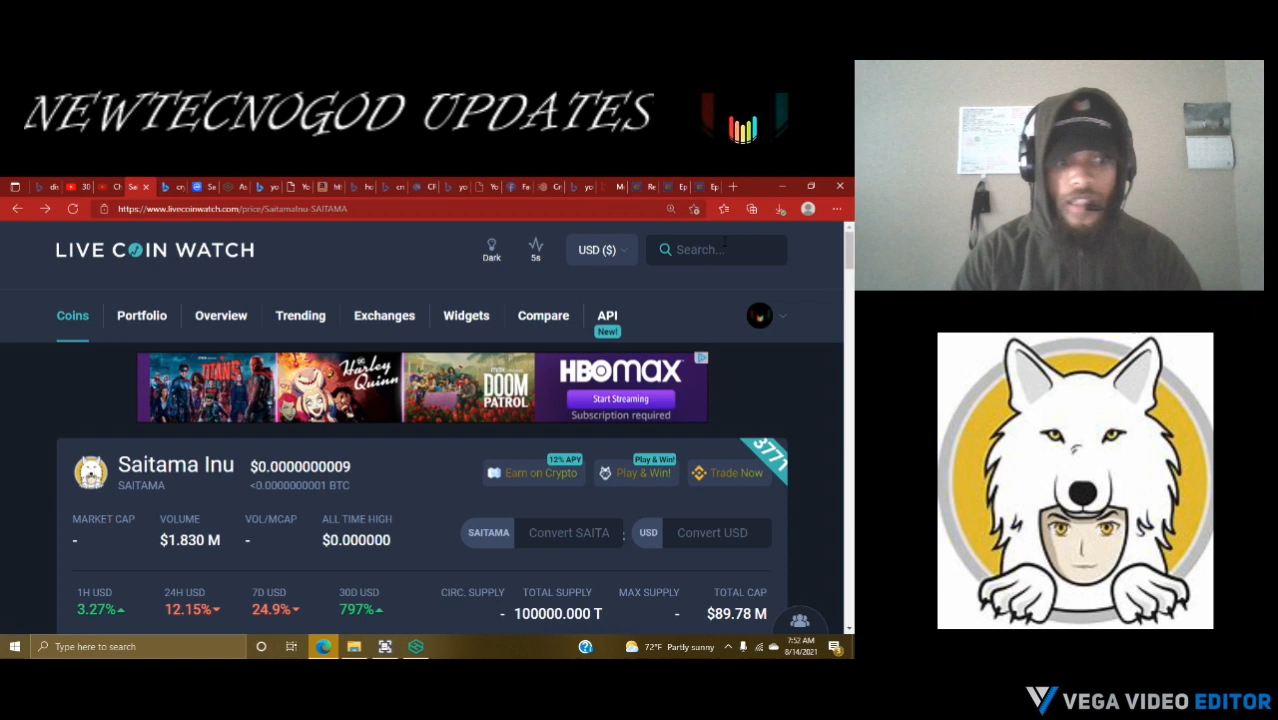 NEWTECNOGOD UPDATES
https://www.livecoinwatch.com/price/SaitamaInu-SAITAMA
LIVE COIN WATCH
Dark
5s
USD ($)
Search...
Coins
Portfolio
Overview
Trending
Exchanges
Widgets
Compare
API
New!
TITANS
Harley Quinn
DOOM PATROL
HBOmax
Start Streaming
Subscription required
3771
Saitama Inu
$0.0000000009
SAITAMA
<0.0000000001 BTC
12% APY
Earn on Crypto
Play & Win!
Play & Win!
Trade Now
MARKET CAP
VOLUME
VOL/MCAP
ALL TIME HIGH
-
$1.830 M
-
$0.000000
SAITAMA
Convert SAITA
USD
Convert USD
1H USD
24H USD
7D USD
30D USD
3.27%
12.15%
24.9%
797%
CIRC. SUPPLY
TOTAL SUPPLY
MAX SUPPLY
TOTAL CAP
-
100000.000 T
-
$89.78 M
Type here to search
72°F Partly sunny
7:52 AM
8/14/2021
VEGA VIDEO EDITOR